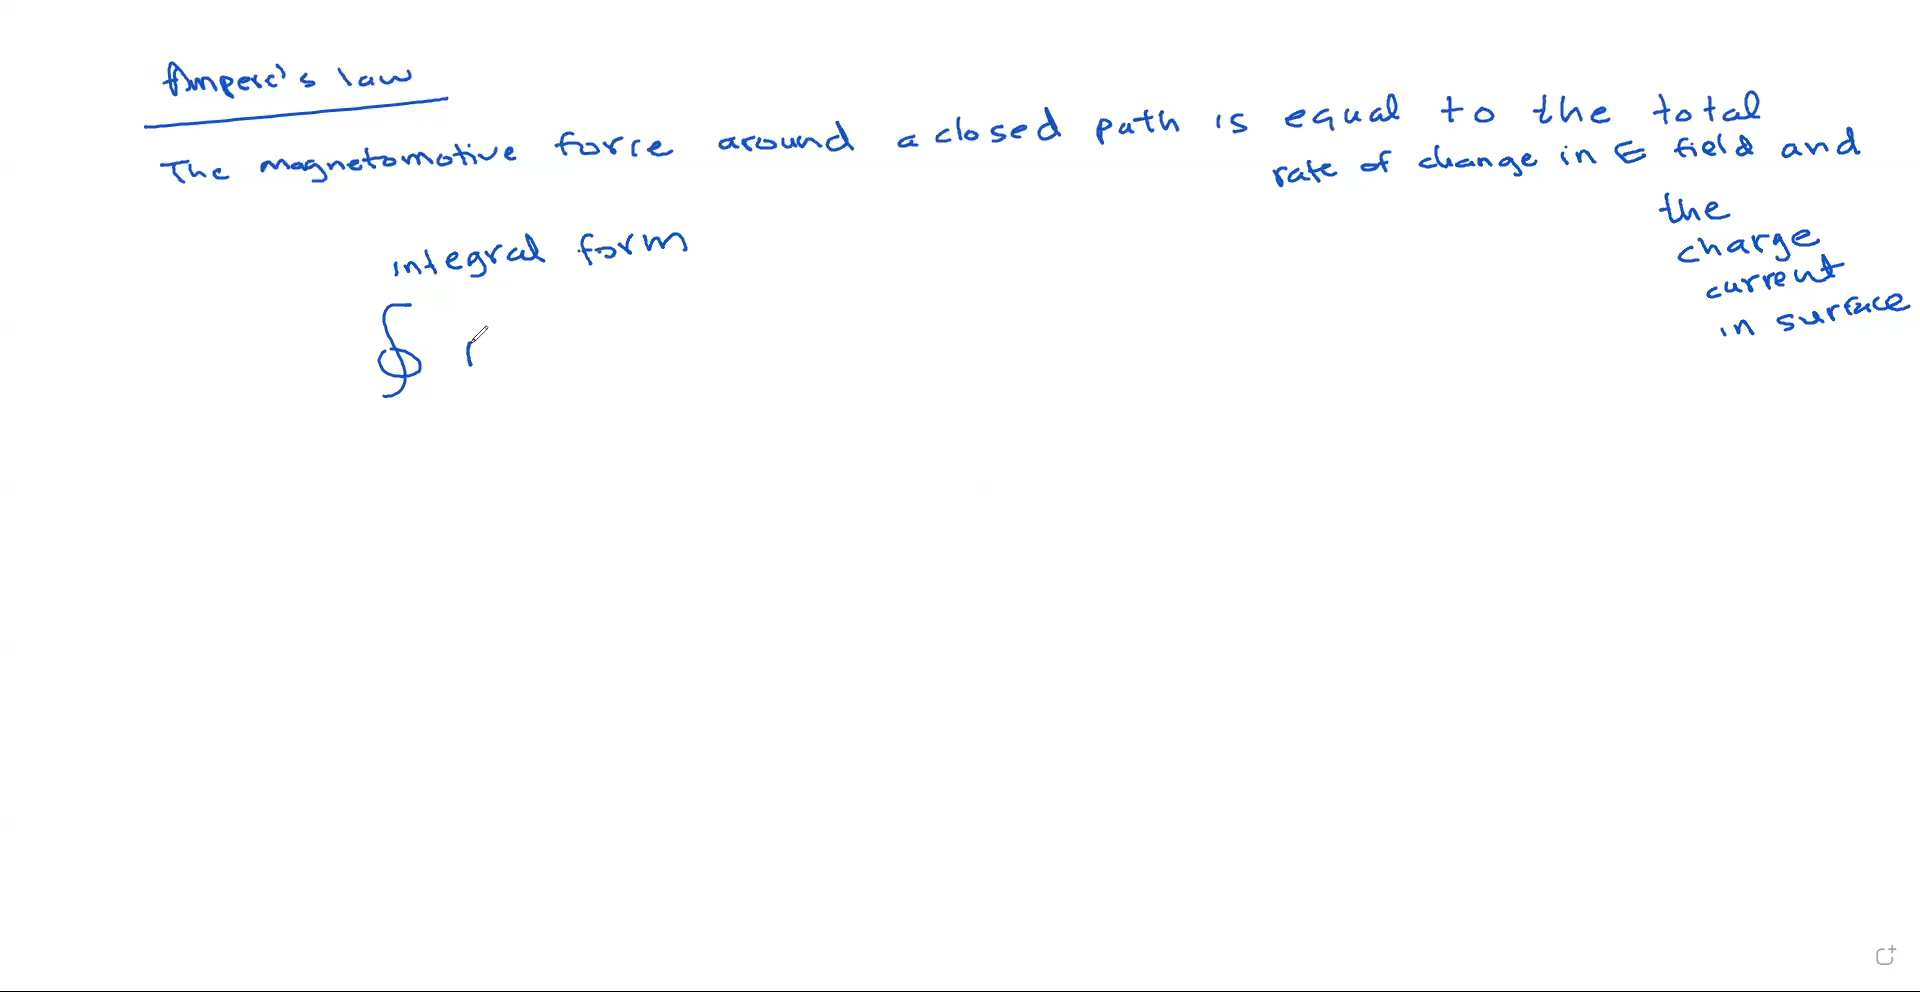 Ampere's law
The magnetomotive force around a closed path is equal to the total
rate of change in E field and
the
charge
current
in surface
integral form
∮